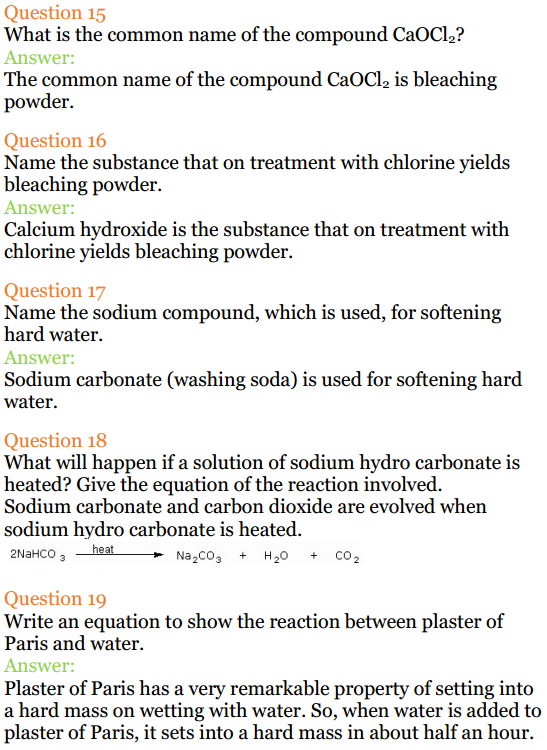 Question 15
What is the common name of the compound CaOCl₂?
Answer:
The common name of the compound CaOCl₂ is bleaching
powder.
Question 16
Name the substance that on treatment with chlorine yields
bleaching powder.
Answer:
Calcium hydroxide is the substance that on treatment with
chlorine yields bleaching powder.
Question 17
Name the sodium compound, which is used, for softening
hard water.
Answer:
Sodium carbonate (washing soda) is used for softening hard
water.
Question 18
What will happen if a solution of sodium hydro carbonate is
heated? Give the equation of the reaction involved.
Sodium carbonate and carbon dioxide are evolved when
sodium hydro carbonate is heated.
2NaHCO₃ heat Na₂CO₃ + H₂O + CO₂
Question 19
Write an equation to show the reaction between plaster of
Paris and water.
Answer:
Plaster of Paris has a very remarkable property of setting into
a hard mass on wetting with water. So, when water is added to
plaster of Paris, it sets into a hard mass in about half an hour.